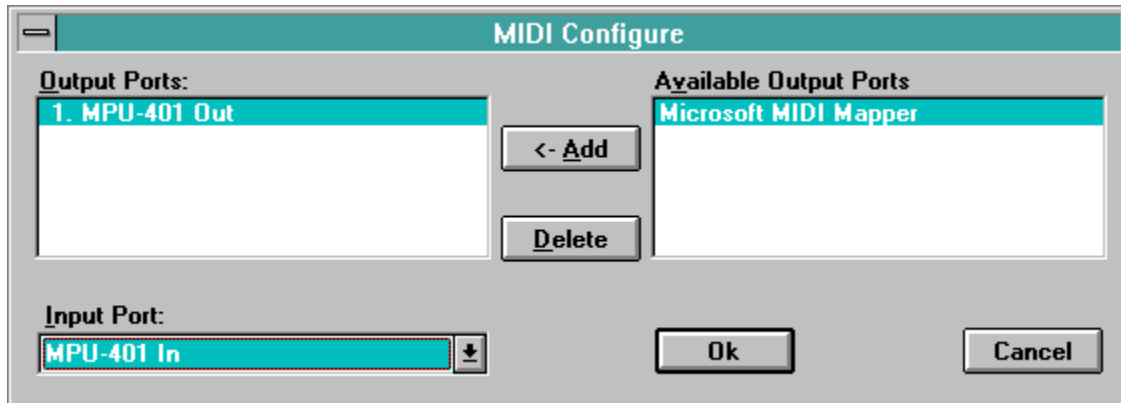 MIDI Configure
Output Ports:
1. MPU-401 Out
<- Add
Delete
Available Output Ports
Microsoft MIDI Mapper
Input Port:
MPU-401 In
Ok
Cancel